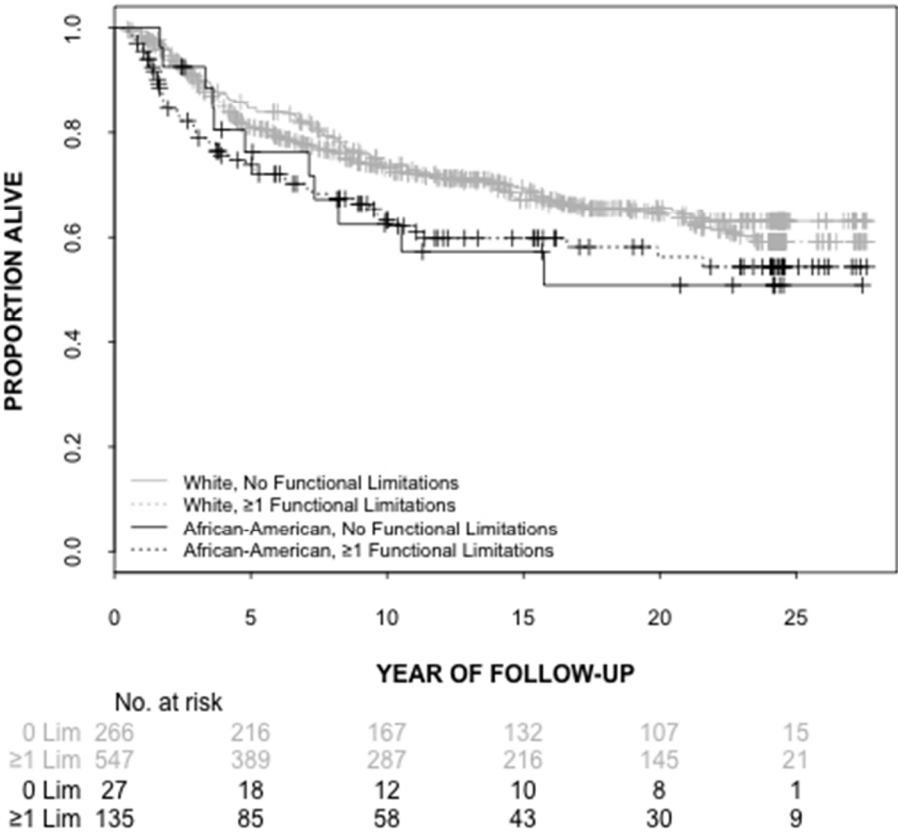 PROPORTION ALIVE
1.0
0.8
0.6
0.4
0.2
0.0
White, No Functional Limitations
White, ≥1 Functional Limitations
African-American, No Functional Limitations
African-American, ≥1 Functional Limitations
0 5 10 15 20 25
YEAR OF FOLLOW-UP
No. at risk
0 Lim 266 216 167 132 107 15
≥1 Lim 547 389 287 216 145 21
0 Lim 27 18 12 10 8 1
≥1 Lim 135 85 58 43 30 9